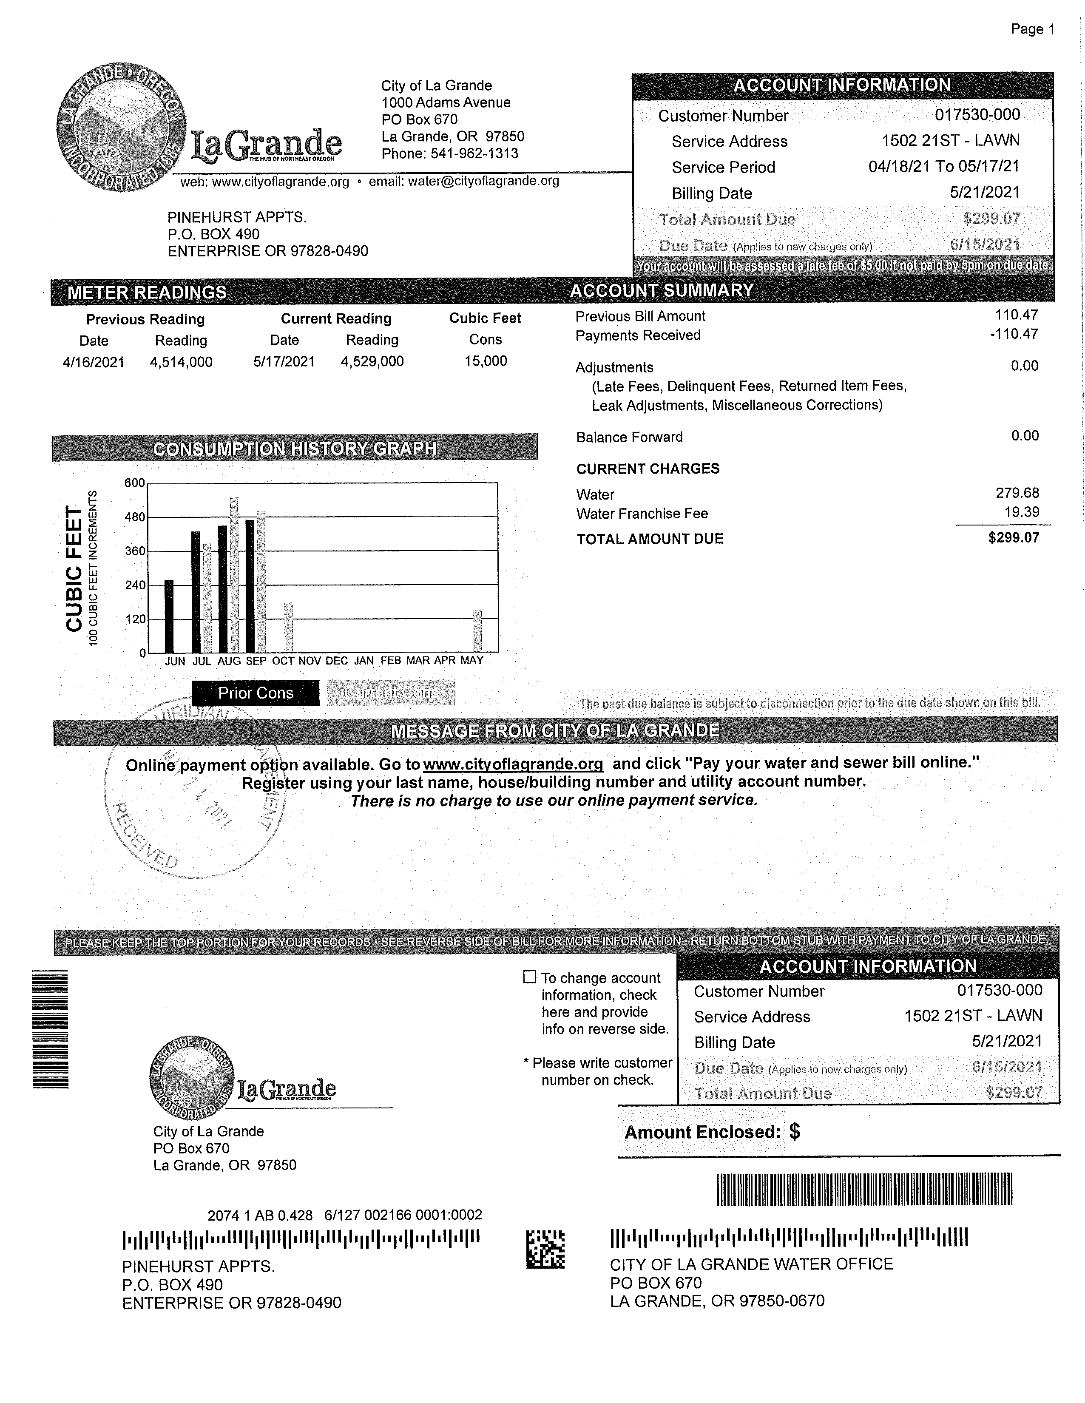 Page 1
LA GRANDE, OREGON
INCORPORATED
LaGrande
THE HUB OF NORTHEAST OREGON
City of La Grande
1000 Adams Avenue
PO Box 670
La Grande, OR 97850
Phone: 541-962-1313
web: www.cityoflagrande.org • email: water@cityoflagrande.org
PINEHURST APPTS.
P.O. BOX 490
ENTERPRISE OR 97828-0490
ACCOUNT INFORMATION
Customer Number 017530-000
Service Address 1502 21ST - LAWN
Service Period 04/18/21 To 05/17/21
Billing Date 5/21/2021
Total Amount Due $299.07
Due Date (Applies to new charges only) 6/15/2021
Your account will be assessed a late fee of $5.00 if not paid by 5pm on due date.
METER READINGS
Previous Reading Current Reading Cubic Feet
Date Reading Date Reading Cons
4/16/2021 4,514,000 5/17/2021 4,529,000 15,000
ACCOUNT SUMMARY
Previous Bill Amount 110.47
Payments Received -110.47
Adjustments 0.00
(Late Fees, Delinquent Fees, Returned Item Fees,
Leak Adjustments, Miscellaneous Corrections)
Balance Forward 0.00
CURRENT CHARGES
Water 279.68
Water Franchise Fee 19.39
TOTAL AMOUNT DUE $299.07
CONSUMPTION HISTORY GRAPH
CUBIC FEET
100 CUBIC FEET INCREMENTS
600
480
360
240
120
0
JUN JUL AUG SEP OCT NOV DEC JAN FEB MAR APR MAY
Prior Cons
The past due balance is subject to disconnection prior to the due date shown on this bill.
MESSAGE FROM CITY OF LA GRANDE
Online payment option available. Go to www.cityoflagrande.org and click "Pay your water and sewer bill online."
Register using your last name, house/building number and utility account number.
There is no charge to use our online payment service.
2021
RECEIVED
PLEASE KEEP THE TOP PORTION FOR YOUR RECORDS - SEE REVERSE SIDE OF BILL FOR MORE INFORMATION - RETURN BOTTOM STUB WITH PAYMENT TO CITY OF LA GRANDE
To change account
information, check
here and provide
info on reverse side.
* Please write customer
number on check.
ACCOUNT INFORMATION
Customer Number 017530-000
Service Address 1502 21ST - LAWN
Billing Date 5/21/2021
Due Date (Applies to new charges only) 6/15/2021
Total Amount Due $299.07
Amount Enclosed: $
LaGrande
City of La Grande
PO Box 670
La Grande, OR 97850
2074 1 AB 0.428 6/127 002166 0001:0002
PINEHURST APPTS.
P.O. BOX 490
ENTERPRISE OR 97828-0490
CITY OF LA GRANDE WATER OFFICE
PO BOX 670
LA GRANDE, OR 97850-0670